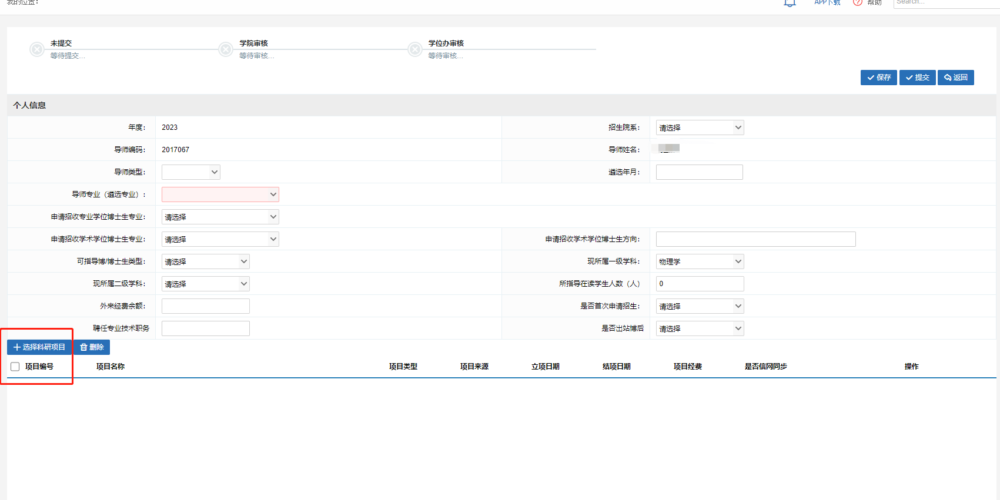 我的位置：
APP下载 帮助 Search...
未提交 学院审核 学位办审核
等待提交... 等待审核... 等待审核...
保存 提交 返回
个人信息
年度： 2023 招生院系： 请选择
导师编码： 2017067 导师姓名：
导师类型： 遴选年月：
导师专业（遴选专业）：
申请招收专业学位博士生专业： 请选择
申请招收学术学位博士生专业： 请选择 申请招收学术学位博士生方向：
可指导博/博士生类型： 请选择 现所属一级学科： 物理学
现所属二级学科： 请选择 所指导在读学生人数（人） 0
外来经费余额： 是否首次申请招生： 请选择
聘任专业技术职务 是否出站博后 请选择
选择科研项目 删除
项目编号 项目名称 项目类型 项目来源 立项日期 结项日期 项目经费 是否信网同步 操作